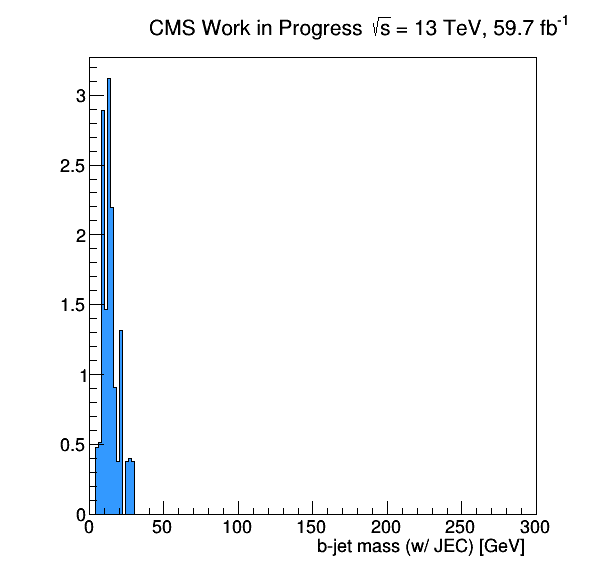 CMS Work in Progress √s = 13 TeV, 59.7 fb⁻¹
3
2.5
2
1.5
1
0.5
0
0 50 100 150 200 250 300
b-jet mass (w/ JEC) [GeV]